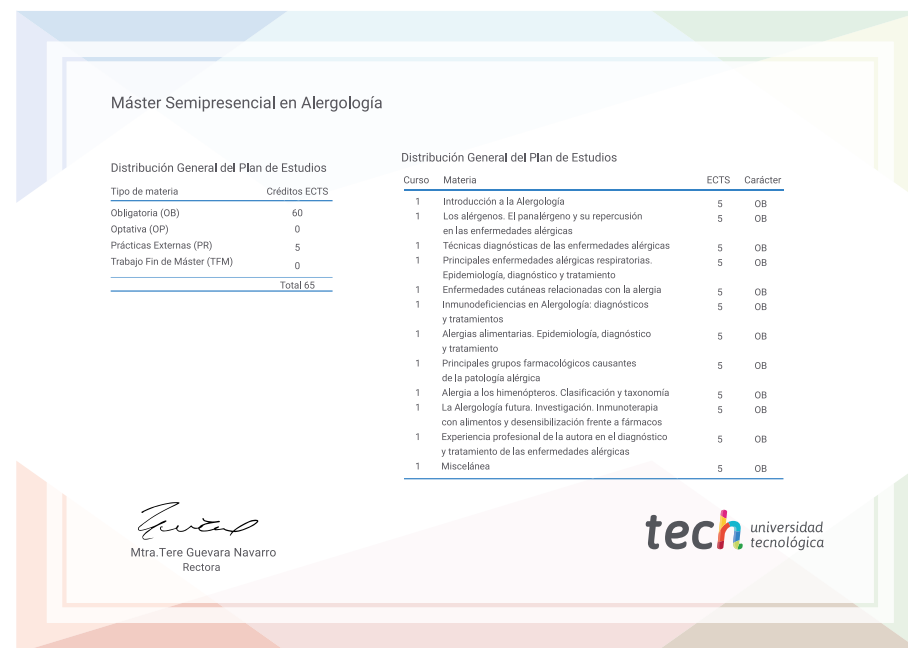 Máster Semipresencial en Alergología
Distribución General del Plan de Estudios
Tipo de materia Créditos ECTS
Obligatoria (OB) 60
Optativa (OP) 0
Prácticas Externas (PR) 5
Trabajo Fin de Máster (TFM) 0
Total 65
Distribución General del Plan de Estudios
Curso Materia ECTS Carácter
1 Introducción a la Alergología 5 OB
1 Los alérgenos. El panalérgeno y su repercusión 5 OB
en las enfermedades alérgicas
1 Técnicas diagnósticas de las enfermedades alérgicas 5 OB
1 Principales enfermedades alérgicas respiratorias. 5 OB
Epidemiología, diagnóstico y tratamiento
1 Enfermedades cutáneas relacionadas con la alergia 5 OB
1 Inmunodeficiencias en Alergología: diagnósticos 5 OB
y tratamientos
1 Alergias alimentarias. Epidemiología, diagnóstico 5 OB
y tratamiento
1 Principales grupos farmacológicos causantes 5 OB
de la patología alérgica
1 Alergia a los himenópteros. Clasificación y taxonomía 5 OB
1 La Alergología futura. Investigación. Inmunoterapia 5 OB
con alimentos y desensibilización frente a fármacos
1 Experiencia profesional de la autora en el diagnóstico 5 OB
y tratamiento de las enfermedades alérgicas
1 Miscelánea 5 OB
Mtra.Tere Guevara Navarro
Rectora
tech universidad
tecnológica